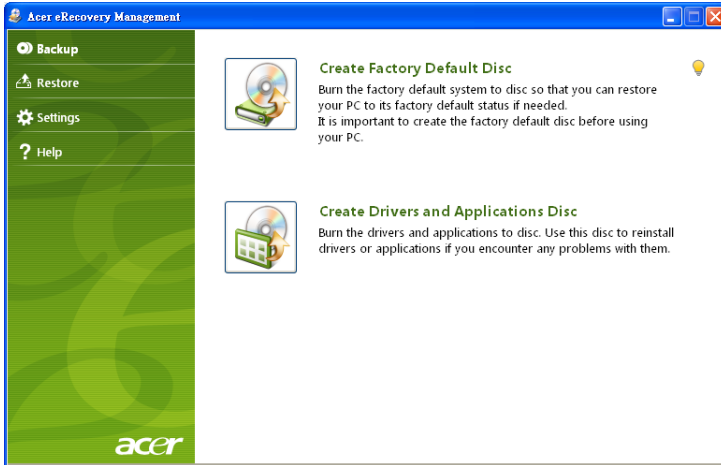 Acer eRecovery Management
Backup
Restore
Settings
? Help
Create Factory Default Disc
Burn the factory default system to disc so that you can restore
your PC to its factory default status if needed.
It is important to create the factory default disc before using
your PC.
Create Drivers and Applications Disc
Burn the drivers and applications to disc. Use this disc to reinstall
drivers or applications if you encounter any problems with them.
acer